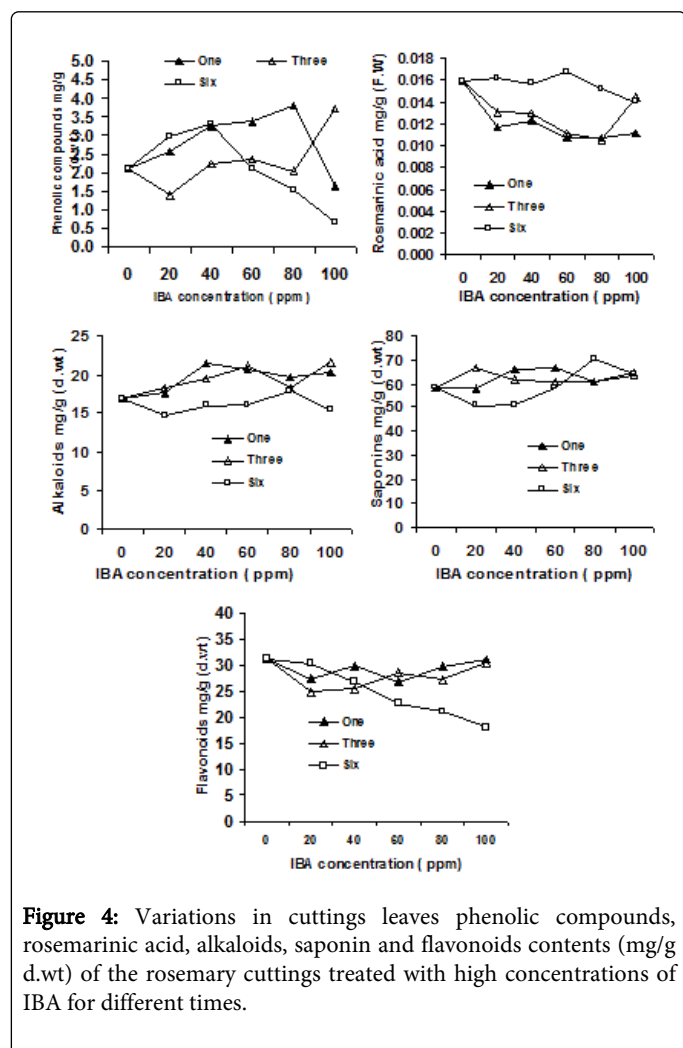 One Three
Six
Phenolic compounds mg/g
5.0
4.5
4.0
3.5
3.0
2.5
2.0
1.5
1.0
0.5
0.0
0 20 40 60 80 100
IBA concentration ( ppm)
Rosmarinic acid mg/g (F.W)
0.018
0.016
0.014
0.012
0.010
0.008
0.006
0.004
0.002
0.000
One
Three
Six
0 20 40 60 80 100
IBA concentration ( ppm)
Alkaloids mg/g (d.wt)
25
20
15
10
5
0
One
Three
Six
0 20 40 60 80 100
IBA concentration ( ppm)
Saponins mg/g (d.wt)
80
70
60
50
40
30
20
10
0
One
Three
Six
0 20 40 60 80 100
IBA concentration ( ppm)
Flavonoids mg/g (d.wt)
40
35
30
25
20
15
10
5
0
One
Three
Six
0 20 40 60 80 100
IBA concentration ( ppm)
Figure 4: Variations in cuttings leaves phenolic compounds,
rosemarinic acid, alkaloids, saponin and flavonoids contents (mg/g
d.wt) of the rosemary cuttings treated with high concentrations of
IBA for different times.